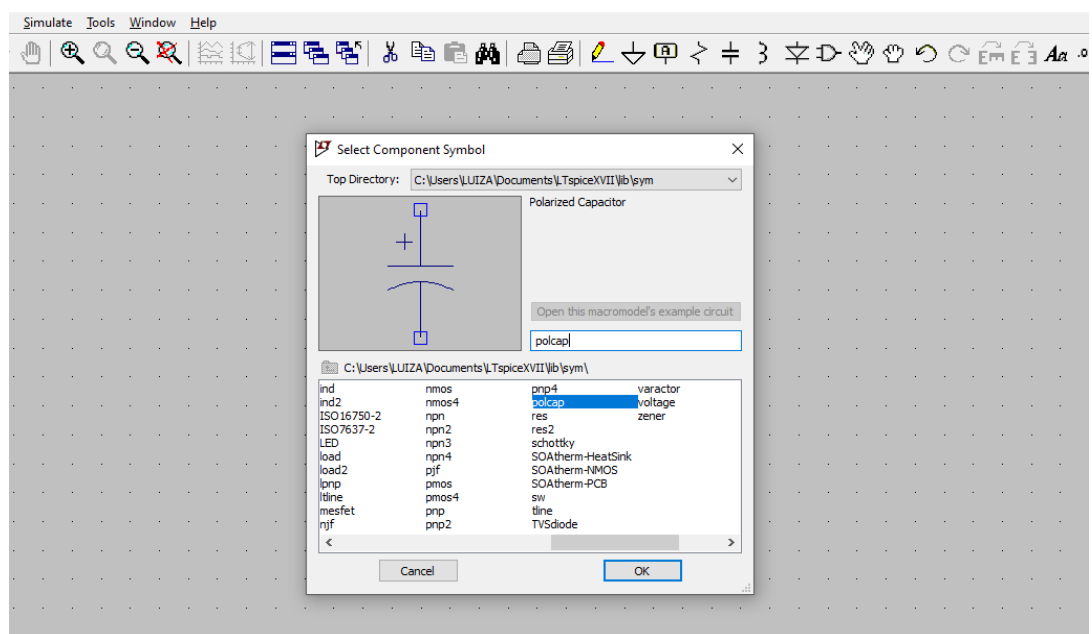 Simulate Tools Window Help
Aa .o
Select Component Symbol
Top Directory: C:\Users\LUIZA\Documents\LTspiceXVII\lib\sym
Polarized Capacitor
Open this macromodel's example circuit
polcap
C:\Users\LUIZA\Documents\LTspiceXVII\lib\sym\
ind nmos pnp4 varactor
ind2 nmos4 polcap voltage
ISO16750-2 npn res zener
ISO7637-2 npn2 res2
LED npn3 schottky
load npn4 SOAtherm-HeatSink
load2 pjf SOAtherm-NMOS
lpnp pmos SOAtherm-PCB
ltline pmos4 sw
mesfet pnp tline
njf pnp2 TVSdiode
Cancel OK